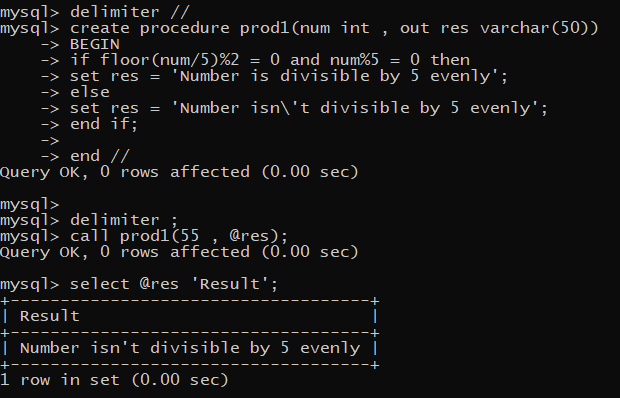 mysql> delimiter //
mysql> create procedure prod1(num int , out res varchar(50))
    -> BEGIN
    -> if floor(num/5)%2 = 0 and num%5 = 0 then
    -> set res = 'Number is divisible by 5 evenly';
    -> else
    -> set res = 'Number isn\'t divisible by 5 evenly';
    -> end if;
    ->
    -> end //
Query OK, 0 rows affected (0.00 sec)

mysql>
mysql> delimiter ;
mysql> call prod1(55 , @res);
Query OK, 0 rows affected (0.00 sec)

mysql> select @res 'Result';
+------------------------------------+
| Result                             |
+------------------------------------+
| Number isn't divisible by 5 evenly |
+------------------------------------+
1 row in set (0.00 sec)